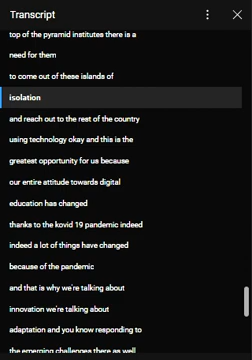 Transcript
top of the pyramid institutes there is a
need for them
to come out of these islands of
isolation
and reach out to the rest of the country
using technology okay and this is the
greatest opportunity for us because
our entire attitude towards digital
education has changed
thanks to the kovid 19 pandemic indeed
indeed a lot of things have changed
because of the pandemic
and that is why we're talking about
innovation we're talking about
adaptation and you know responding to
the emerging challenges there as well